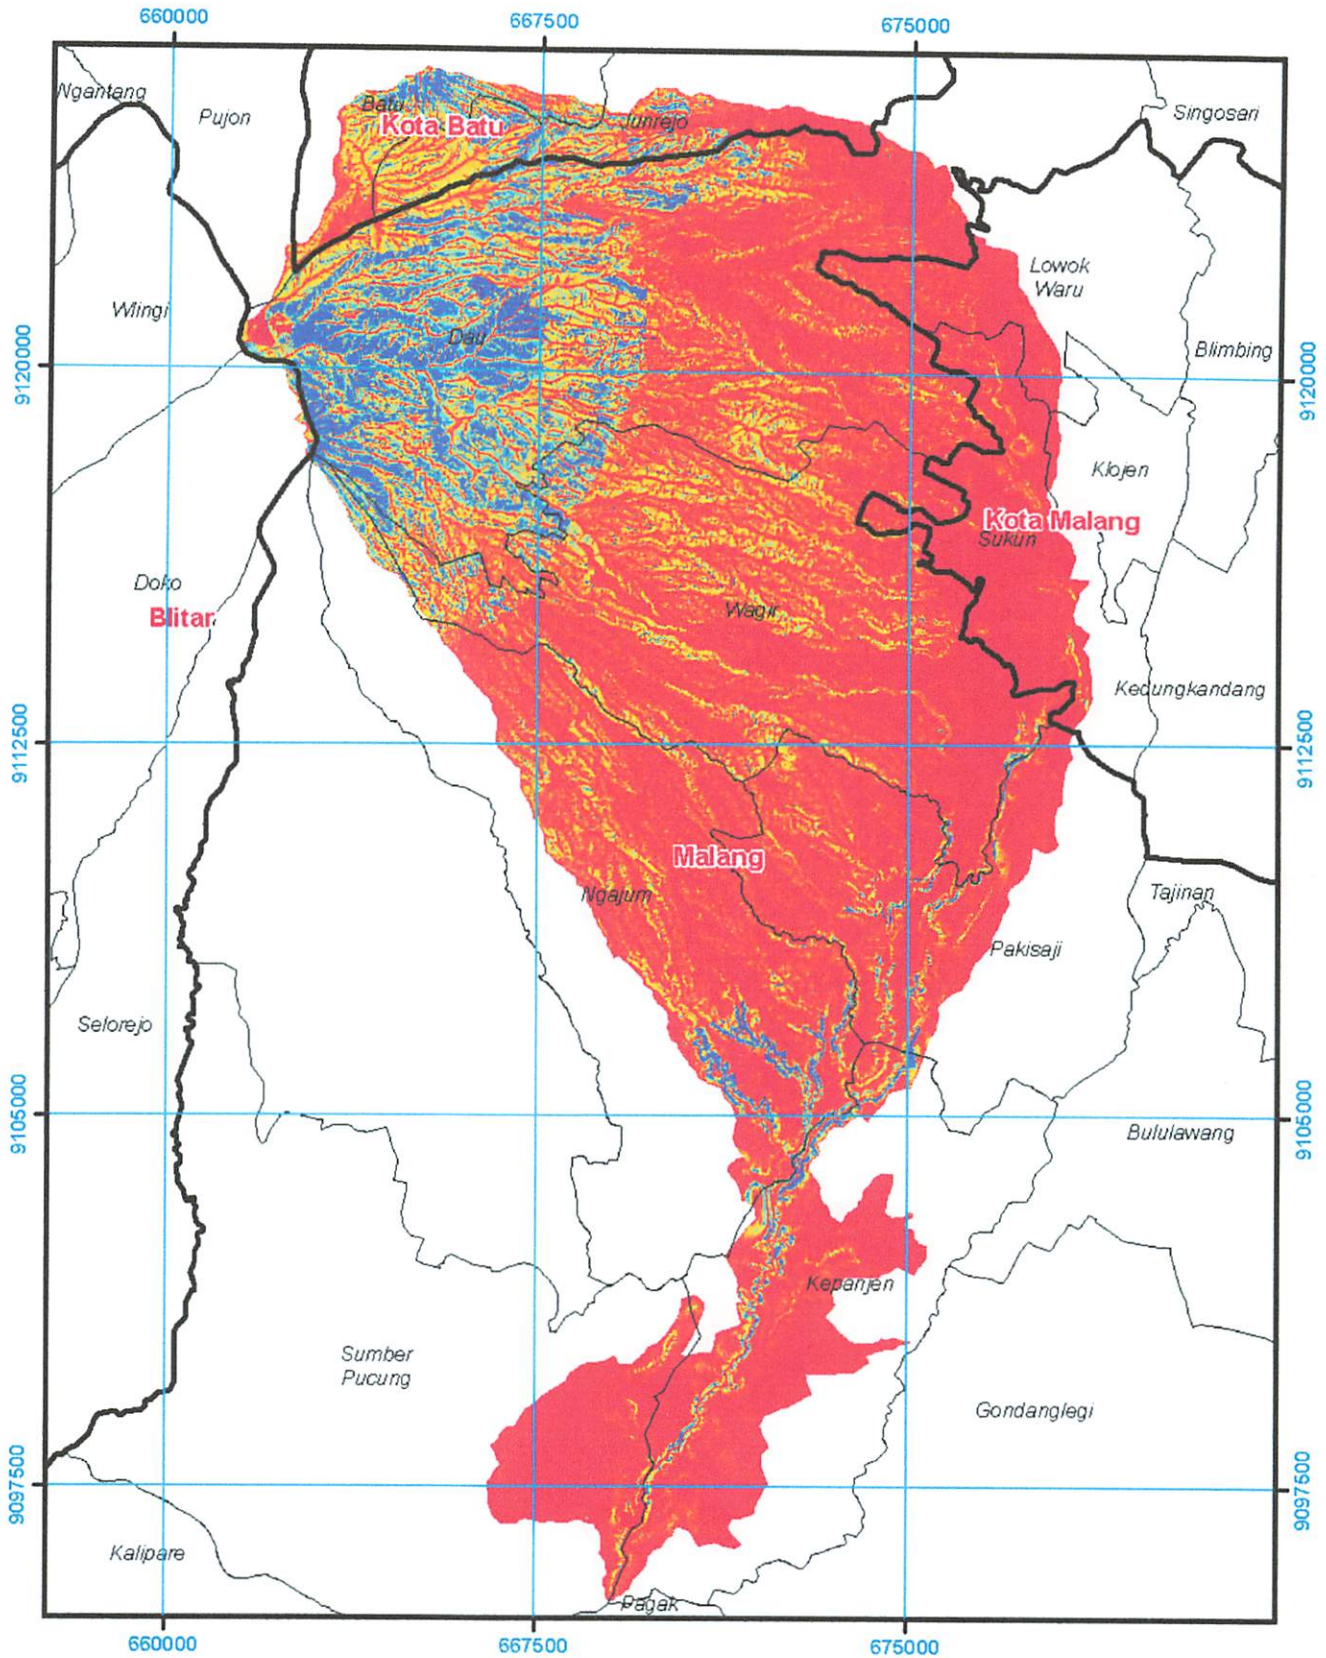 660000
667500
675000
Ngantang
Pujon
Batu
Kota Batu
Junrejo
Singosari
Lowok
Waru
Wlingi
Dau
Blimbing
9120000
9120000
Klojen
Kota Malang
Sukun
Doko
Blitar
Wagir
Kedungkandang
9112500
9112500
Malang
Ngajum
Tajinan
Pakisaji
Selorejo
9105000
9105000
Bululawang
Kepanjen
Sumber
Pucung
Gondanglegi
9097500
9097500
Kalipare
Pagak
660000
667500
675000